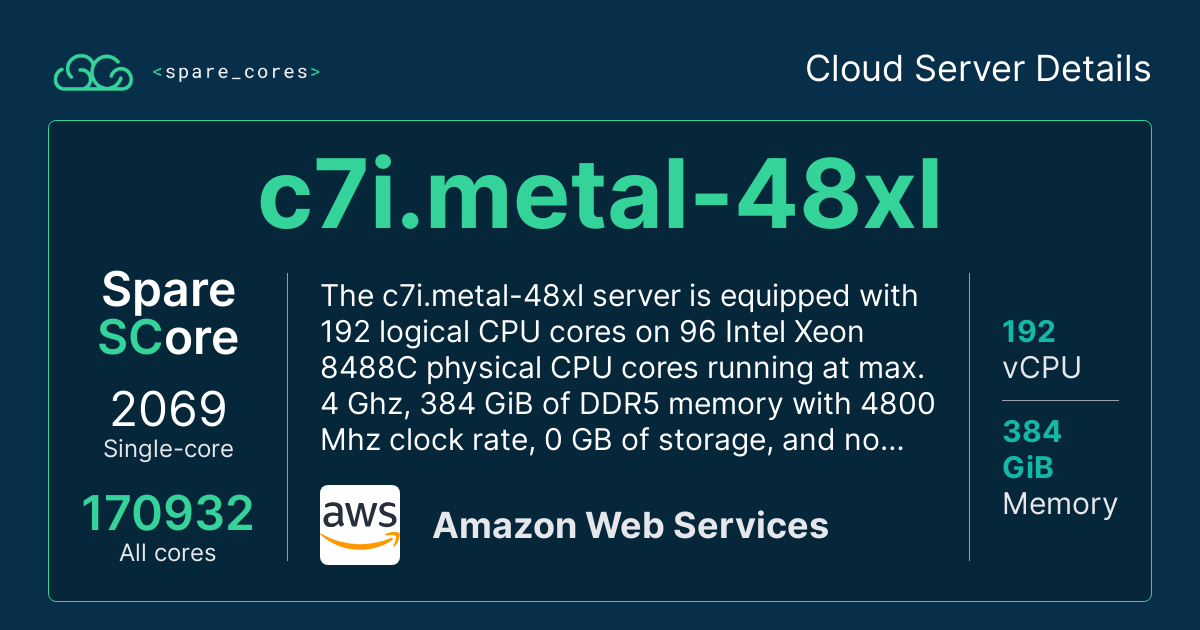 <spare_cores>
Cloud Server Details
c7i.metal-48xl
Spare
SCore
2069
Single-core
170932
All cores
The c7i.metal-48xl server is equipped with
192 logical CPU cores on 96 Intel Xeon
8488C physical CPU cores running at max.
4 Ghz, 384 GiB of DDR5 memory with 4800
Mhz clock rate, 0 GB of storage, and no...
aws
Amazon Web Services
192
vCPU
384
GiB
Memory